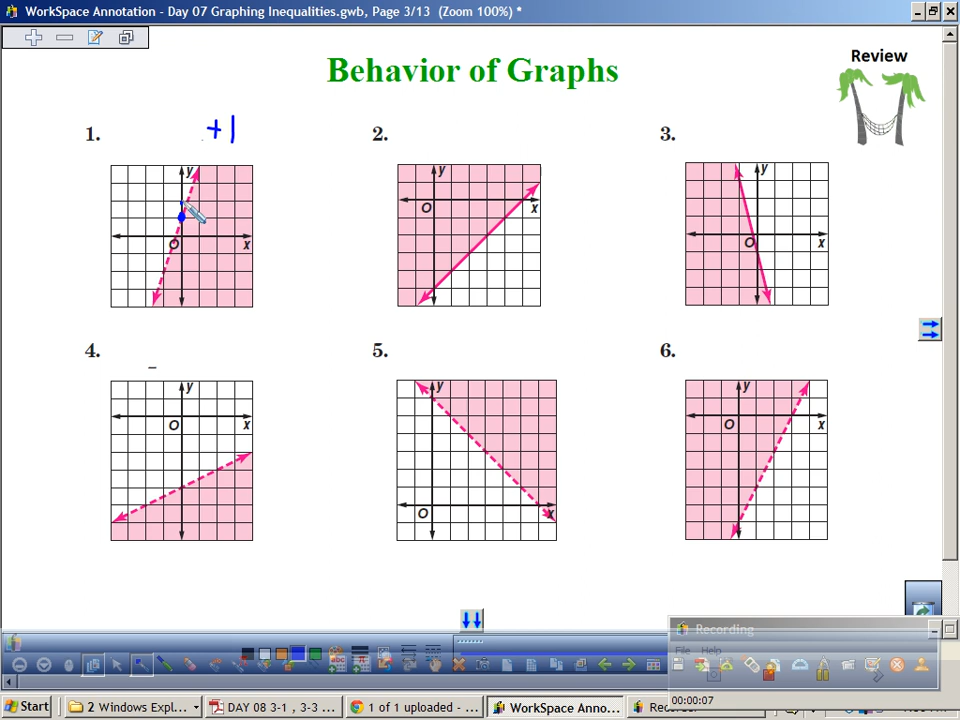 WorkSpace Annotation - Day 07 Graphing Inequalities.gwb, Page 3/13 (Zoom 100%) *
Behavior of Graphs
Review
1.
+1
2.
3.
y
O
x
y
O
x
y
O
x
4.
5.
6.
y
O
x
y
O
x
y
O
x
Recording
File Help
00:00:07
Start
2 Windows Expl...
DAY 08 3-1 , 3-3 ...
1 of 1 uploaded - ...
WorkSpace Anno...